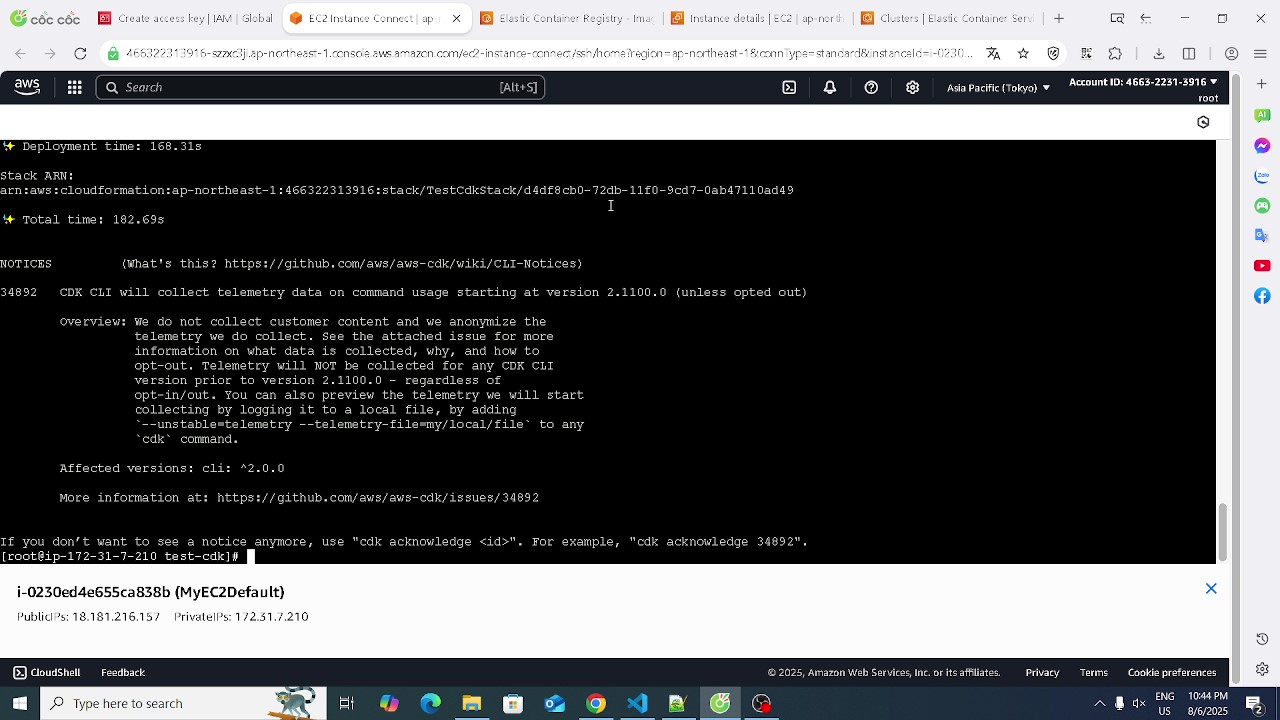 cốc cốc
Create access key | IAM | Global
EC2 Instance Connect | ap-
Elastic Container Registry - Imag
Instance details | EC2 | ap-north
Clusters | Elastic Container Serv
466322313916-szzxc3ji.ap-northeast-1.console.aws.amazon.com/ec2-instance-connect/ssh/home?region=ap-northeast-1&connType=standard&instanceId=i-0230...
aws
Search
[Alt+S]
Asia Pacific (Tokyo)
Account ID: 4663-2231-3916
root
✨ Deployment time: 168.31s
Stack ARN:
arn:aws:cloudformation:ap-northeast-1:466322313916:stack/TestCdkStack/d4df8cb0-72db-11f0-9cd7-0ab47110ad49
✨ Total time: 182.69s
NOTICES (What's this? https://github.com/aws/aws-cdk/wiki/CLI-Notices)
34892 CDK CLI will collect telemetry data on command usage starting at version 2.1100.0 (unless opted out)
Overview: We do not collect customer content and we anonymize the
telemetry we do collect. See the attached issue for more
information on what data is collected, why, and how to
opt-out. Telemetry will NOT be collected for any CDK CLI
version prior to version 2.1100.0 - regardless of
opt-in/out. You can also preview the telemetry we will start
collecting by logging it to a local file, by adding
`--unstable=telemetry --telemetry-file=my/local/file` to any
`cdk` command.
Affected versions: cli: ^2.0.0
More information at: https://github.com/aws/aws-cdk/issues/34892
If you don't want to see a notice anymore, use "cdk acknowledge <id>". For example, "cdk acknowledge 34892".
[root@ip-172-31-7-210 test-cdk]#
i-0230ed4e655ca838b (MyEC2Default)
PublicIPs: 18.181.216.157 PrivateIPs: 172.31.7.210
CloudShell
Feedback
© 2025, Amazon Web Services, Inc. or its affiliates.
Privacy
Terms
Cookie preferences
AI
Zalo
Type here to search
ENG
US
10:44 PM
8/6/2025
2